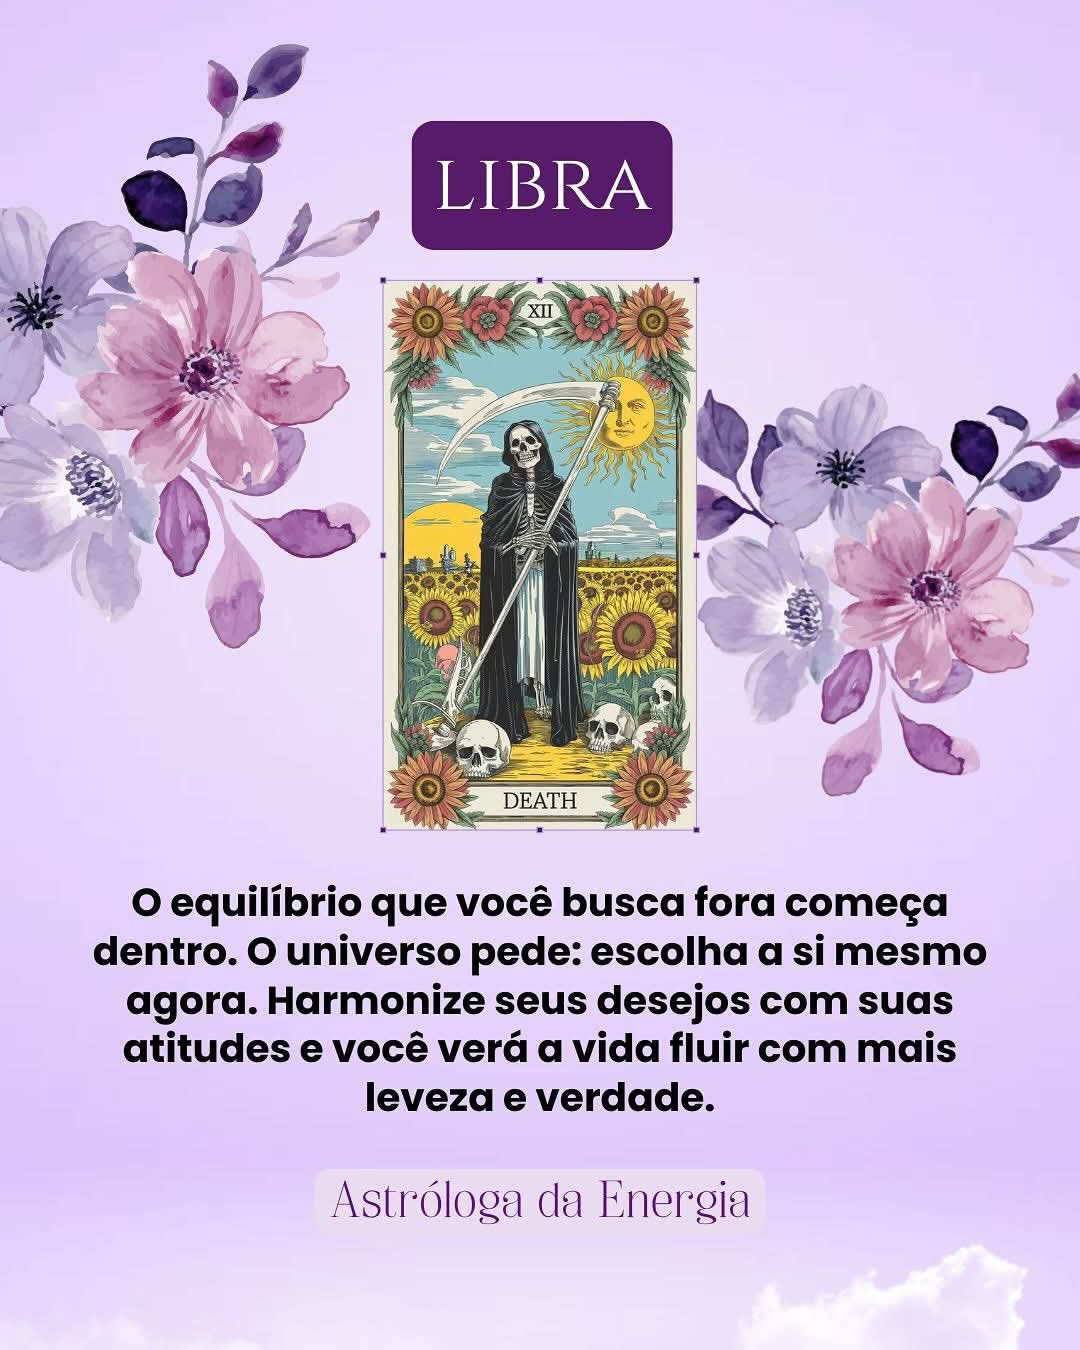 LIBRA
XII
DEATH
O equilíbrio que você busca fora começa
dentro. O universo pede: escolha a si mesmo
agora. Harmonize seus desejos com suas
atitudes e você verá a vida fluir com mais
leveza e verdade.
Astróloga da Energia